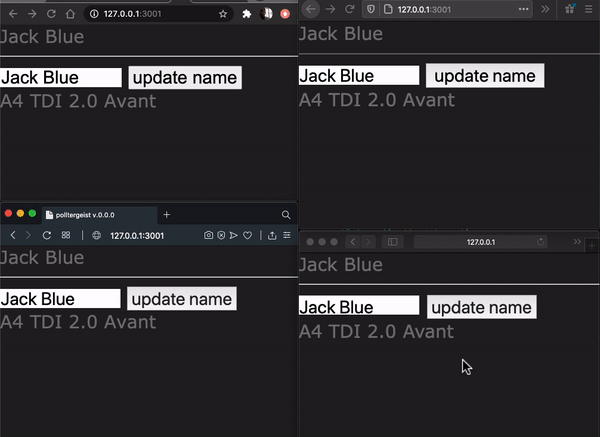 127.0.0.1:3001
Jack Blue
Jack Blue update name
A4 TDI 2.0 Avant
127.0.0.1:3001
Jack Blue
Jack Blue update name
A4 TDI 2.0 Avant
polltergeist v.0.0.0
127.0.0.1:3001
Jack Blue
Jack Blue update name
A4 TDI 2.0 Avant
127.0.0.1
Jack Blue
Jack Blue update name
A4 TDI 2.0 Avant